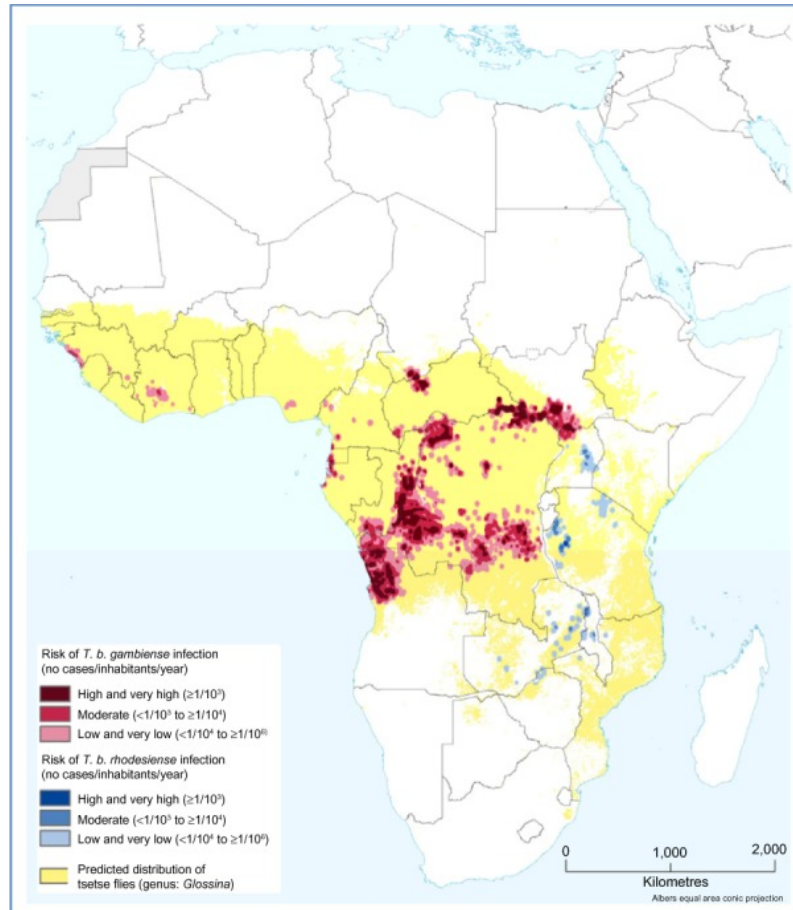 Risk of T. b. gambiense infection
(no cases/inhabitants/year)
High and very high (≥1/10³)
Moderate (<1/10³ to ≥1/10⁴)
Low and very low (<1/10⁴ to ≥1/10⁶⁾
Risk of T. b. rhodesiense infection
(no cases/inhabitants/year)
High and very high (≥1/10³)
Moderate (<1/10³ to ≥1/10⁴)
Low and very low (<1/10⁴ to ≥1/10⁶)
Predicted distribution of
tsetse flies (genus: Glossina)
0 1,000 2,000
Kilometres
Albers equal area conic projection